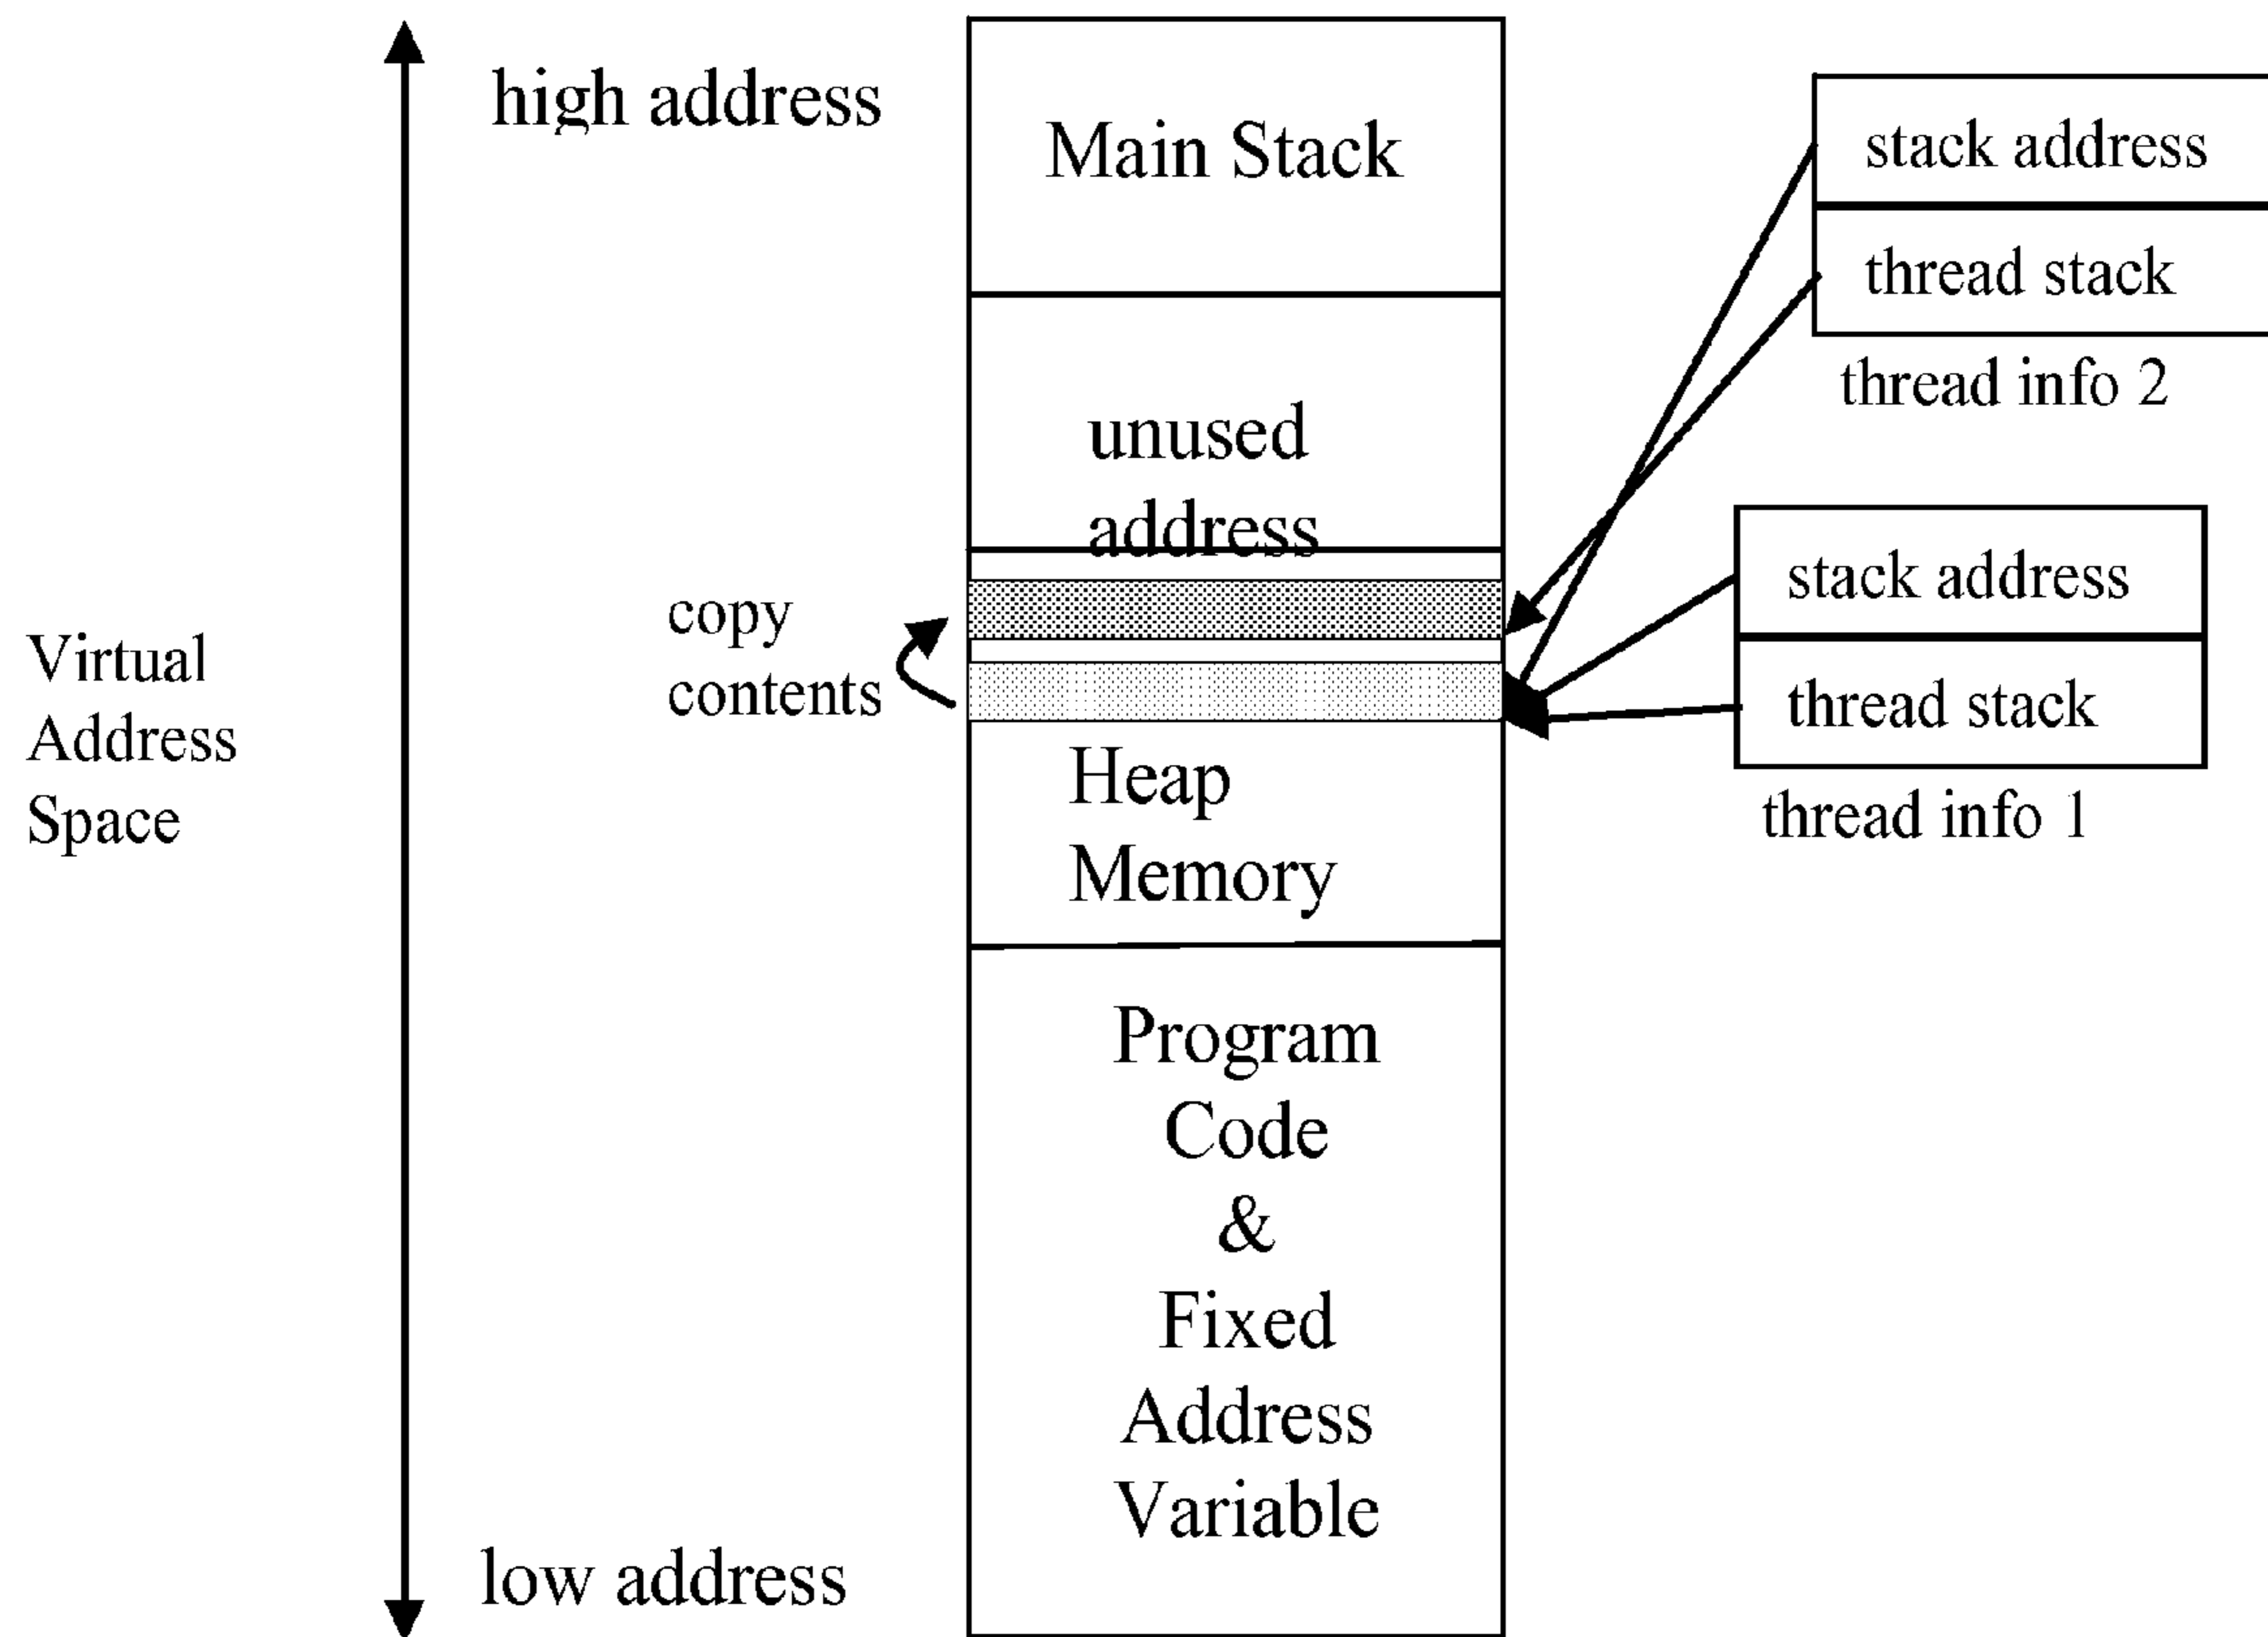 high address
Main Stack
stack address
thread stack
thread info 2
unused
address
stack address
thread stack
thread info 1
copy
contents
Virtual
Address
Space
Heap
Memory
Program
Code
&
Fixed
Address
Variable
low address